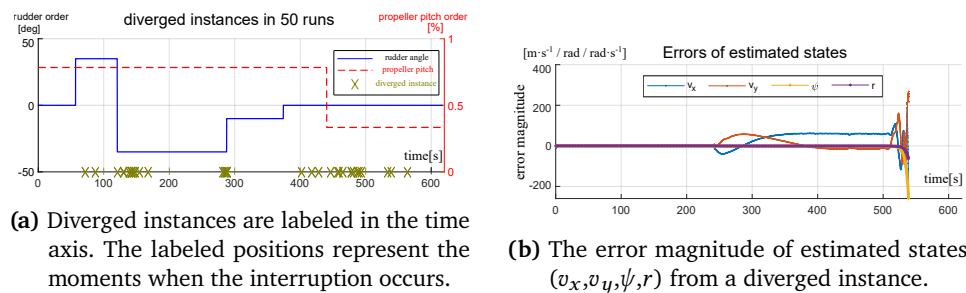 rudder order
[deg]
diverged instances in 50 runs
propeller pitch order
[%]
50
0
-50
1
0.5
0
rudder angle
propeller pitch
diverged instance
time[s]
0 100 200 300 400 500 600
(a) Diverged instances are labeled in the time
axis. The labeled positions represent the
moments when the interruption occurs.
[m·s⁻¹ / rad / rad·s⁻¹]
Errors of estimated states
error magnitude
400
200
0
-200
v_x v_y ψ r
time[s]
0 100 200 300 400 500 600
(b) The error magnitude of estimated states
(v_x,v_y,ψ,r) from a diverged instance.